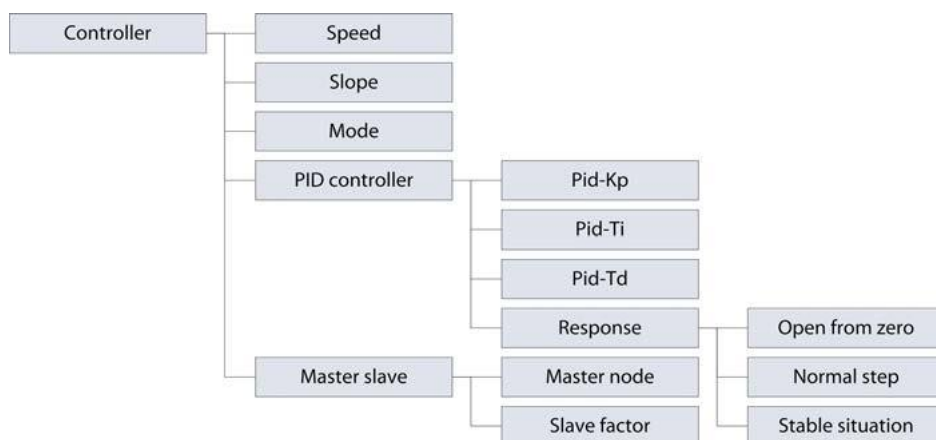 Controller
Speed
Slope
Mode
PID controller
Pid-Kp
Pid-Ti
Pid-Td
Response
Open from zero
Normal step
Stable situation
Master slave
Master node
Slave factor